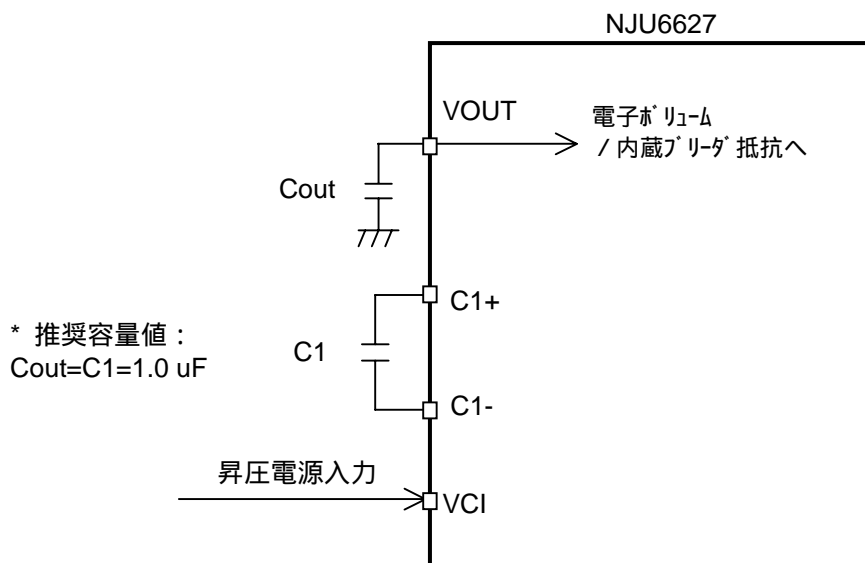 NJU6627
VOUT
電子ﾎﾞﾘｭｰﾑ
/ 内蔵ﾌﾞﾘｰﾀﾞ抵抗へ
Cout
C1+
* 推奨容量値：
Cout=C1=1.0 uF
C1
C1-
昇圧電源入力
VCI